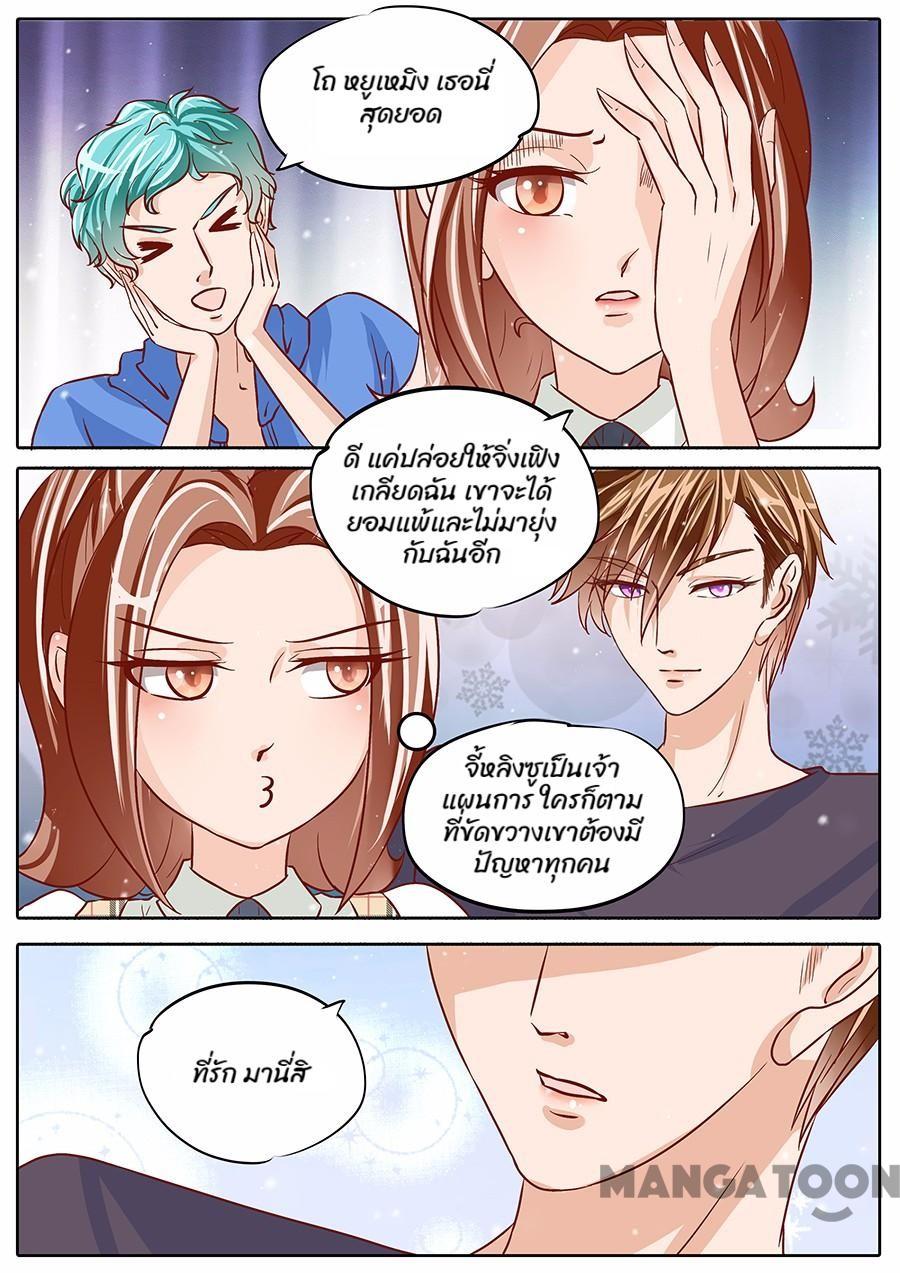 โถ หยูเหมิง เธอนี่
สุดยอด
ดี แค่ปล่อยให้จิ่งเฟิง
เกลียดฉัน เขาจะได้
ยอมแพ้และไม่มายุ่ง
กับฉันอีก
จี้หลิงซูเป็นเจ้า
แผนการ ใครก็ตาม
ที่ขัดขวางเขาต้องมี
ปัญหาทุกคน
ที่รัก มานี่สิ
MANGATOON